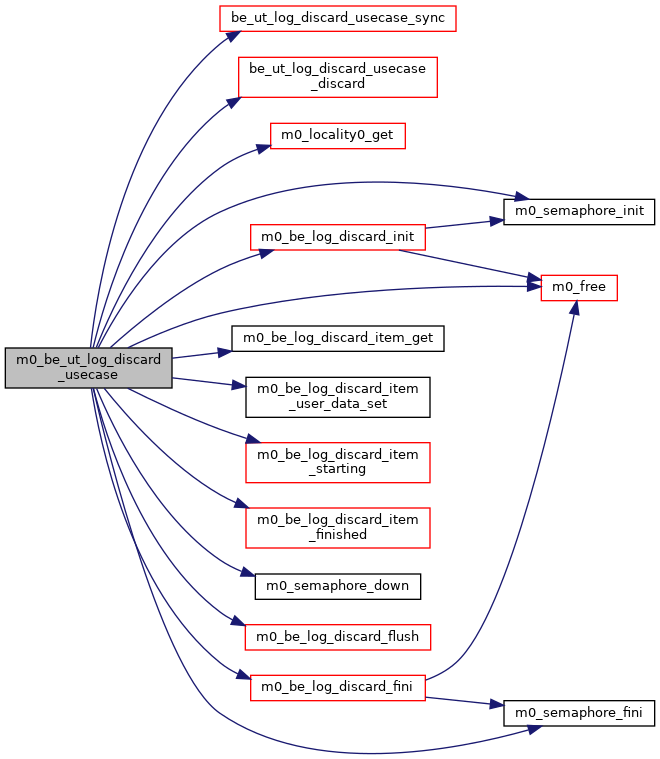 be_ut_log_discard_usecase_sync
be_ut_log_discard_usecase
_discard
m0_locality0_get
m0_semaphore_init
m0_be_log_discard_init
m0_free
m0_be_log_discard_item_get
m0_be_ut_log_discard
_usecase
m0_be_log_discard_item
_user_data_set
m0_be_log_discard_item
_starting
m0_be_log_discard_item
_finished
m0_semaphore_down
m0_be_log_discard_flush
m0_be_log_discard_fini
m0_semaphore_fini